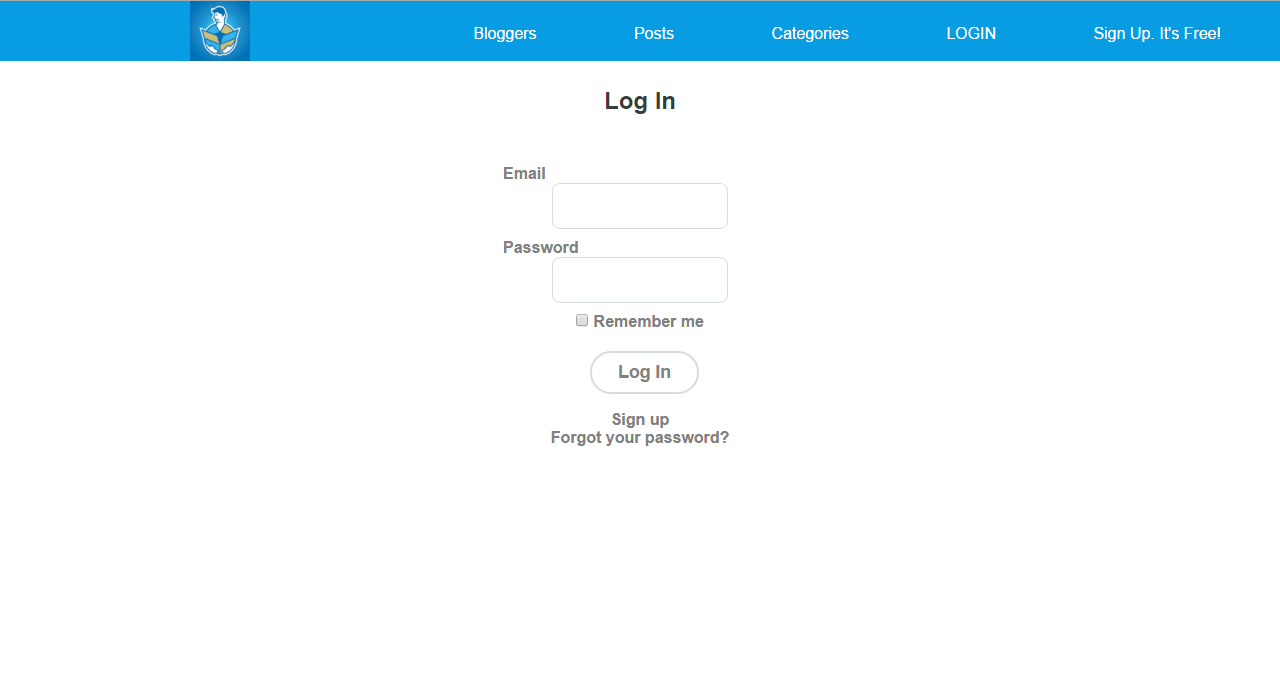 Bloggers Posts Categories LOGIN Sign Up. It's Free!
Log In
Email
Password
Remember me
Log In
Sign up
Forgot your password?